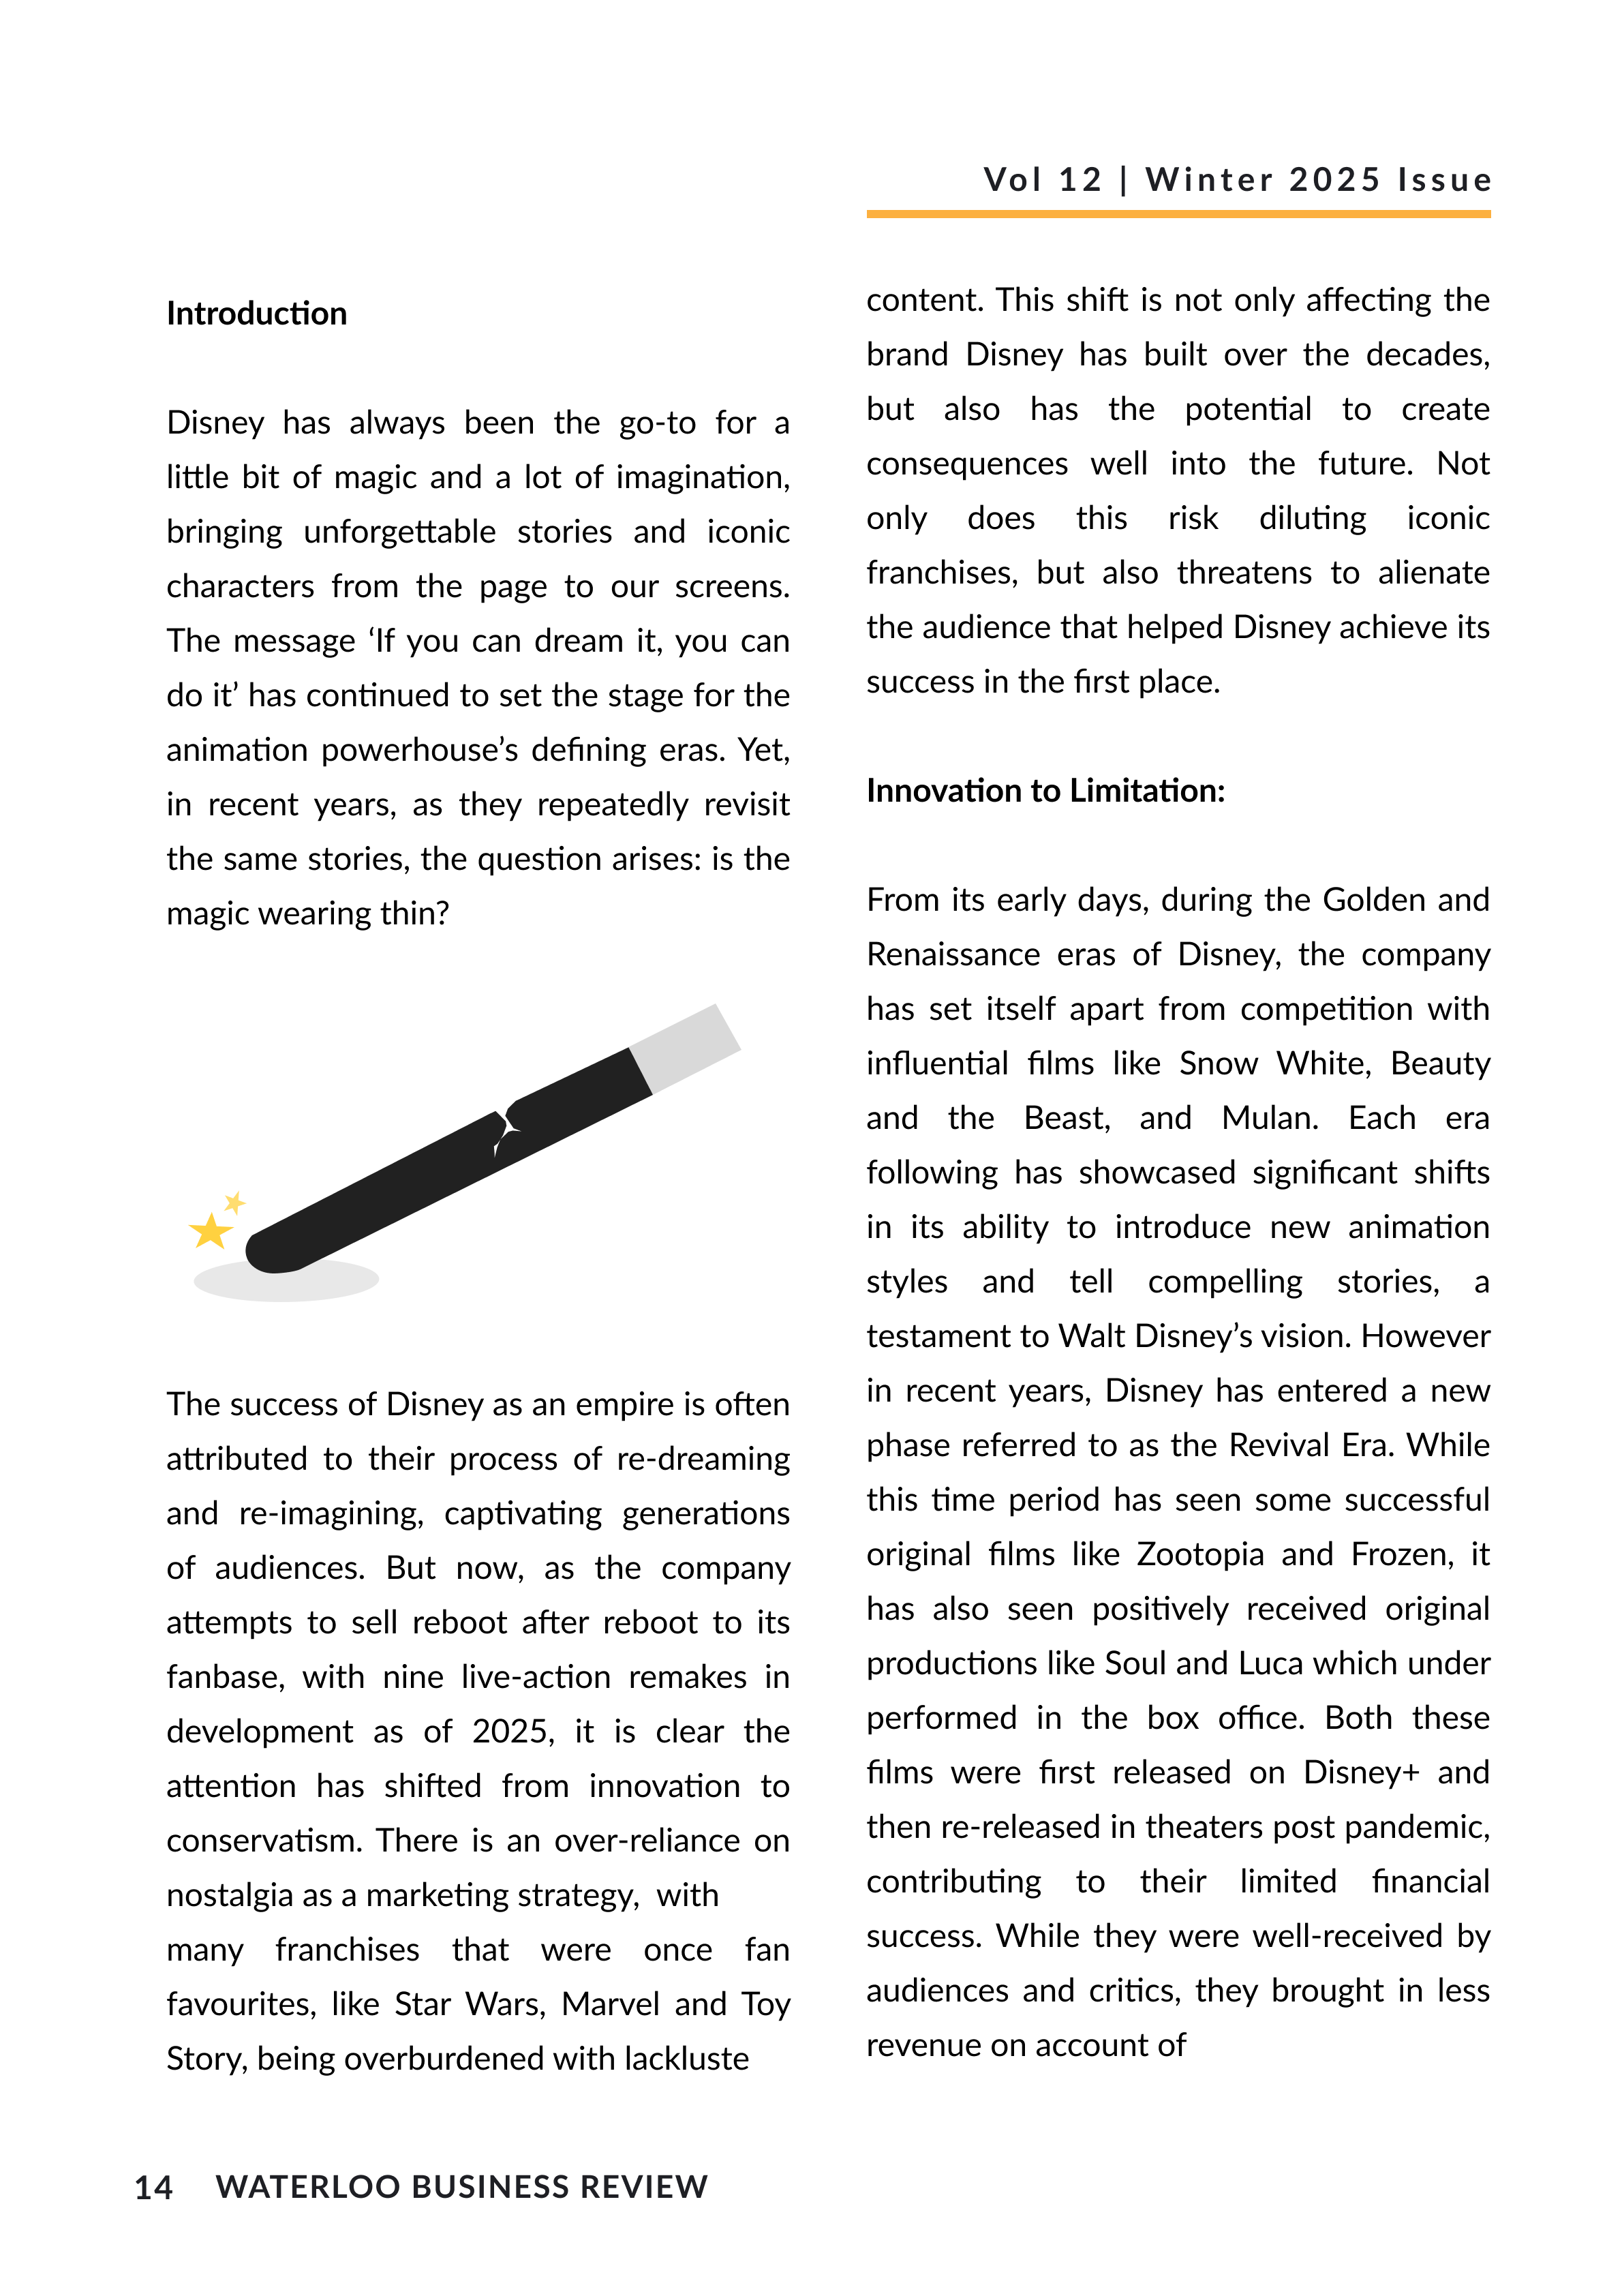 Vol 12 | Winter 2025 Issue
Introduction
Disney has always been the go-to for a
little bit of magic and a lot of imagination,
bringing unforgettable stories and iconic
characters from the page to our screens.
The message ‘If you can dream it, you can
do it’ has continued to set the stage for the
animation powerhouse’s defining eras. Yet,
in recent years, as they repeatedly revisit
the same stories, the question arises: is the
magic wearing thin?
The success of Disney as an empire is often
attributed to their process of re-dreaming
and re-imagining, captivating generations
of audiences. But now, as the company
attempts to sell reboot after reboot to its
fanbase, with nine live-action remakes in
development as of 2025, it is clear the
attention has shifted from innovation to
conservatism. There is an over-reliance on
nostalgia as a marketing strategy, with
many franchises that were once fan
favourites, like Star Wars, Marvel and Toy
Story, being overburdened with lackluste
content. This shift is not only affecting the
brand Disney has built over the decades,
but also has the potential to create
consequences well into the future. Not
only does this risk diluting iconic
franchises, but also threatens to alienate
the audience that helped Disney achieve its
success in the first place.
Innovation to Limitation:
From its early days, during the Golden and
Renaissance eras of Disney, the company
has set itself apart from competition with
influential films like Snow White, Beauty
and the Beast, and Mulan. Each era
following has showcased significant shifts
in its ability to introduce new animation
styles and tell compelling stories, a
testament to Walt Disney’s vision. However
in recent years, Disney has entered a new
phase referred to as the Revival Era. While
this time period has seen some successful
original films like Zootopia and Frozen, it
has also seen positively received original
productions like Soul and Luca which under
performed in the box office. Both these
films were first released on Disney+ and
then re-released in theaters post pandemic,
contributing to their limited financial
success. While they were well-received by
audiences and critics, they brought in less
revenue on account of
14 WATERLOO BUSINESS REVIEW